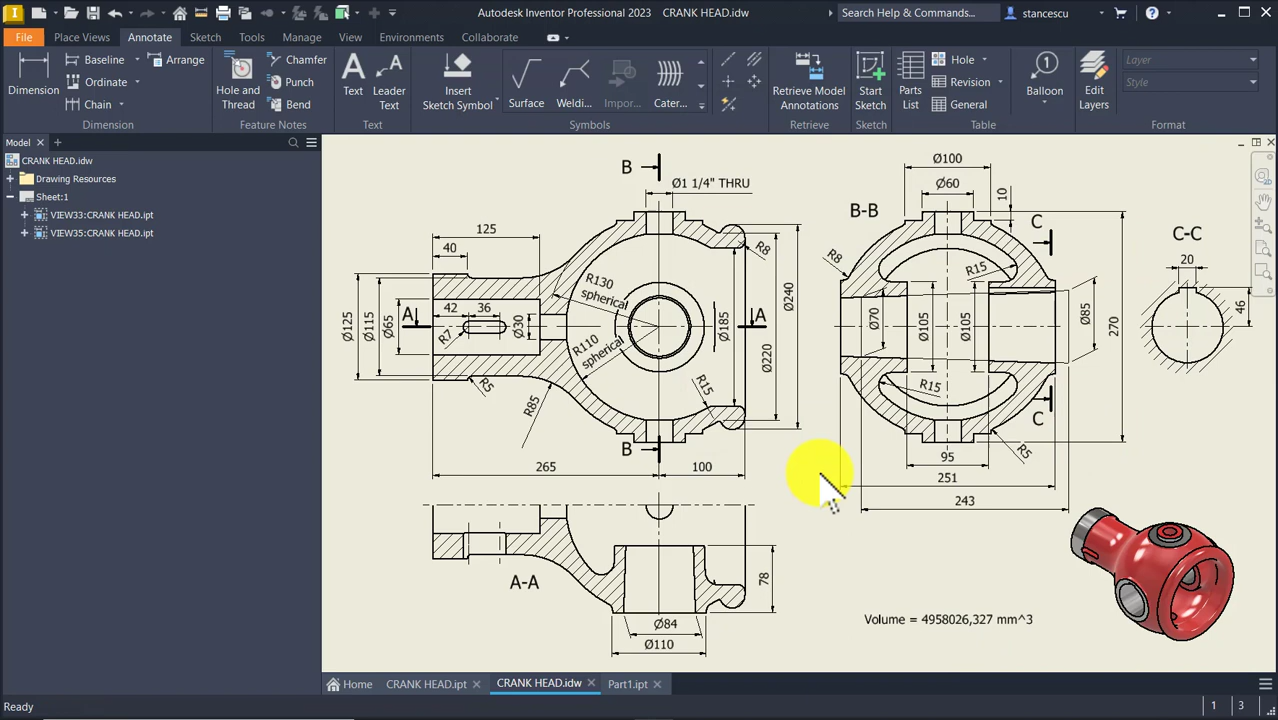 Autodesk Inventor Professional 2023 CRANK HEAD.idw
Search Help & Commands...
stancescu
File Place Views Annotate Sketch Tools Manage View Environments Collaborate
Dimension
Baseline
Ordinate
Chain
Arrange
Dimension
Hole and
Thread
Chamfer
Punch
Bend
Feature Notes
Text
Leader
Text
Text
Insert
Sketch Symbol
Surface
Weldi...
Impor...
Cater...
Symbols
Retrieve Model
Annotations
Retrieve
Start
Sketch
Sketch
Parts
List
Hole
Revision
General
Table
Balloon
1
Edit
Layers
Layer
Style
Format
Model
CRANK HEAD.idw
Drawing Resources
Sheet:1
VIEW33:CRANK HEAD.ipt
VIEW35:CRANK HEAD.ipt
B
Ø1 1/4" THRU
125
40
R8
R130
spherical
R110
spherical
A
A
42
36
Ø30
R7
Ø125
Ø115
Ø65
Ø185
Ø220
Ø240
R5
R85
R15
B
265
100
B-B
Ø100
Ø60
10
C
R8
R15
Ø70
Ø105
Ø105
Ø85
270
R15
C
R5
95
251
243
C-C
20
46
A-A
78
Ø84
Ø110
Volume = 4958026,327 mm^3
Home CRANK HEAD.ipt CRANK HEAD.idw Part1.ipt
Ready
1 3